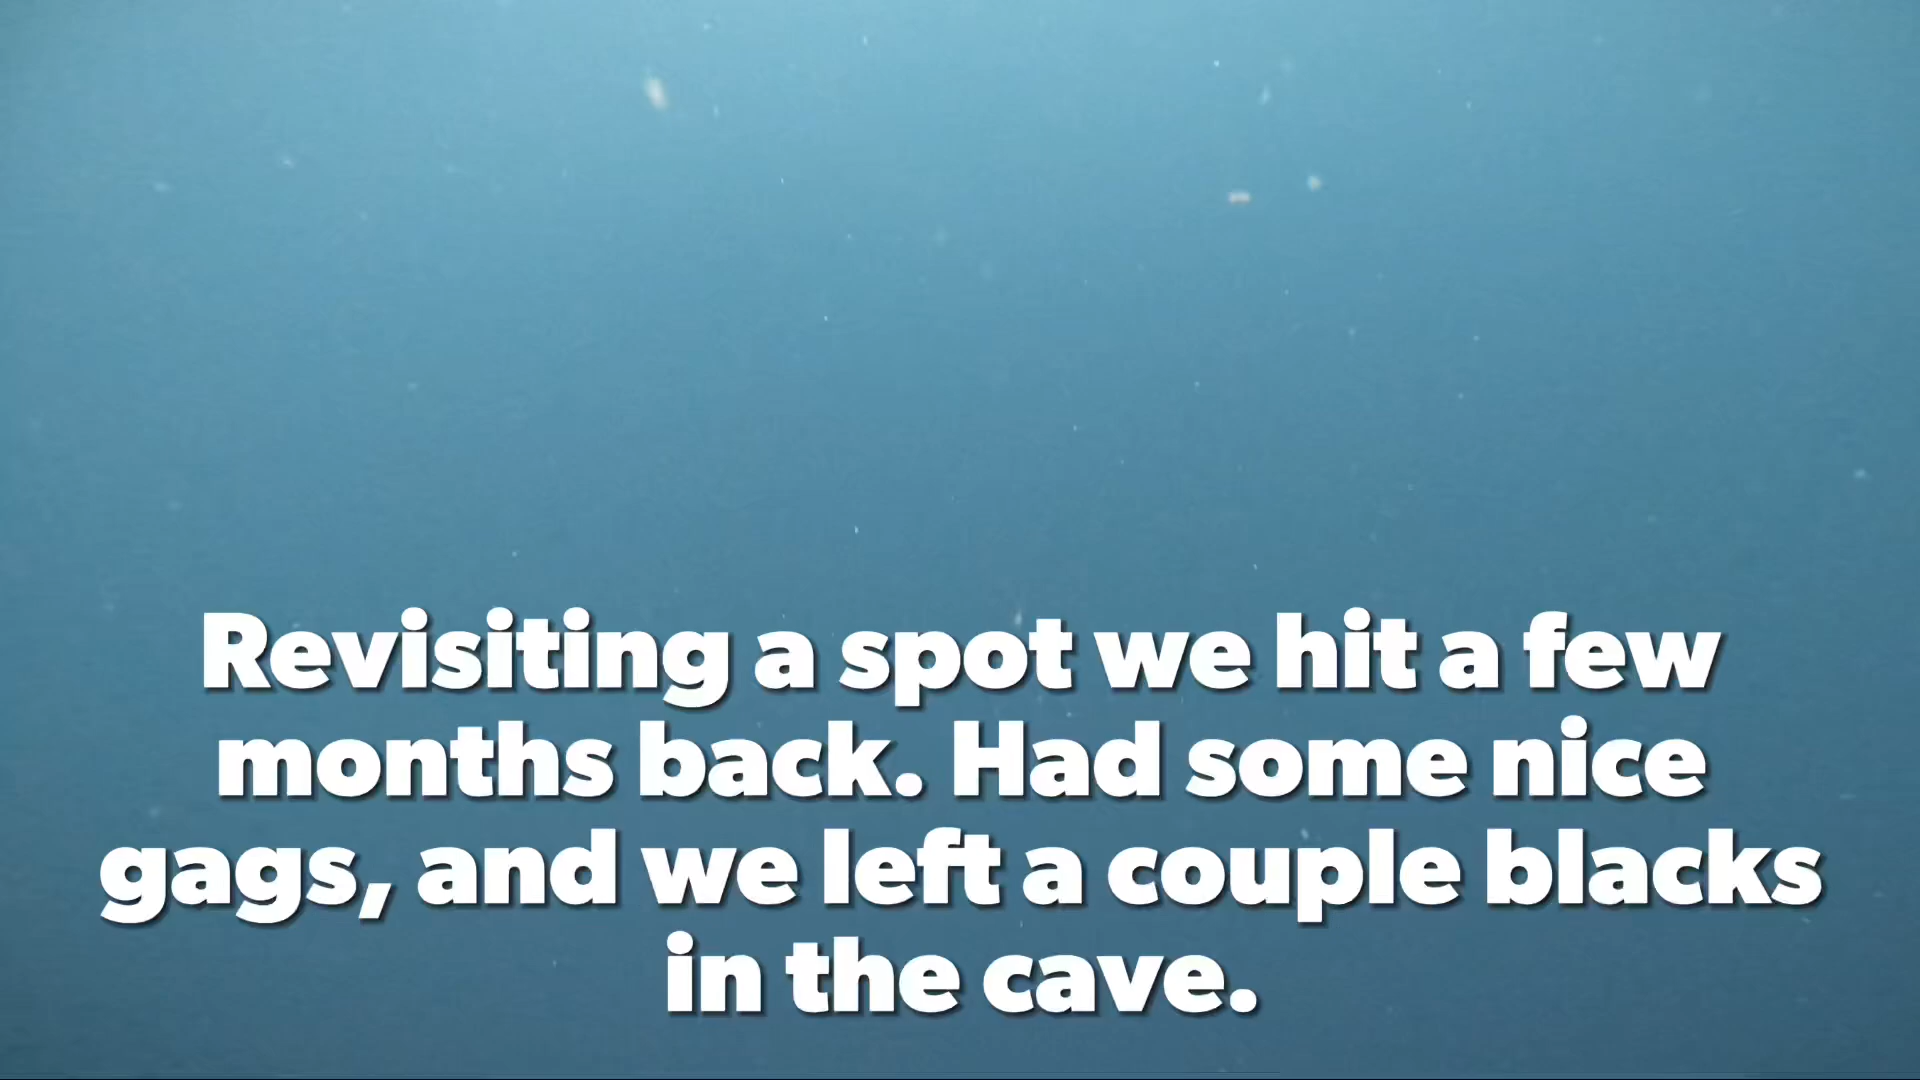 Revisiting a spot we hit a few
months back. Had some nice
gags, and we left a couple blacks
in the cave.